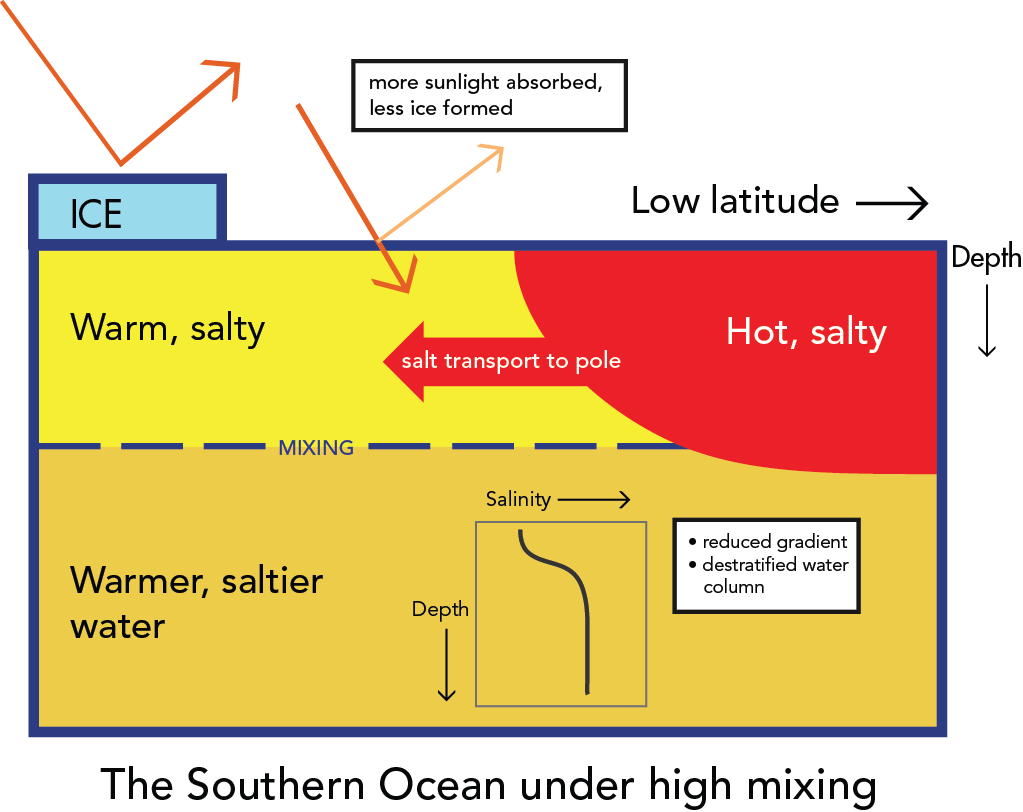 more sunlight absorbed,
less ice formed
ICE
Low latitude
Depth
Warm, salty
Hot, salty
salt transport to pole
MIXING
Salinity
• reduced gradient
• destratified water
column
Warmer, saltier
water
Depth
The Southern Ocean under high mixing